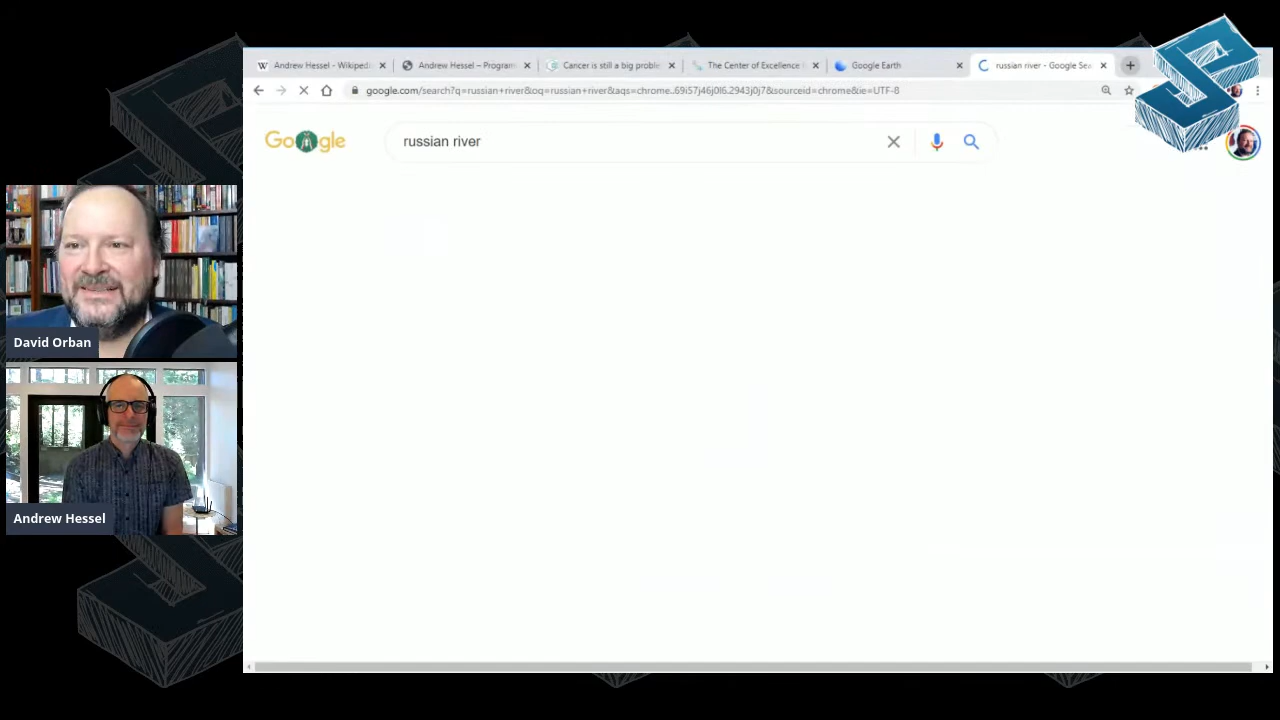 Andrew Hessel - Wikipedi
Andrew Hessel – Program
Cancer is still a big proble
The Center of Excellence f
Google Earth
russian river - Google Sea
google.com/search?q=russian+river&oq=russian+river&aqs=chrome..69i57j46j0l6.2943j0j7&sourceid=chrome&ie=UTF-8
Google
russian river
David Orban
Andrew Hessel